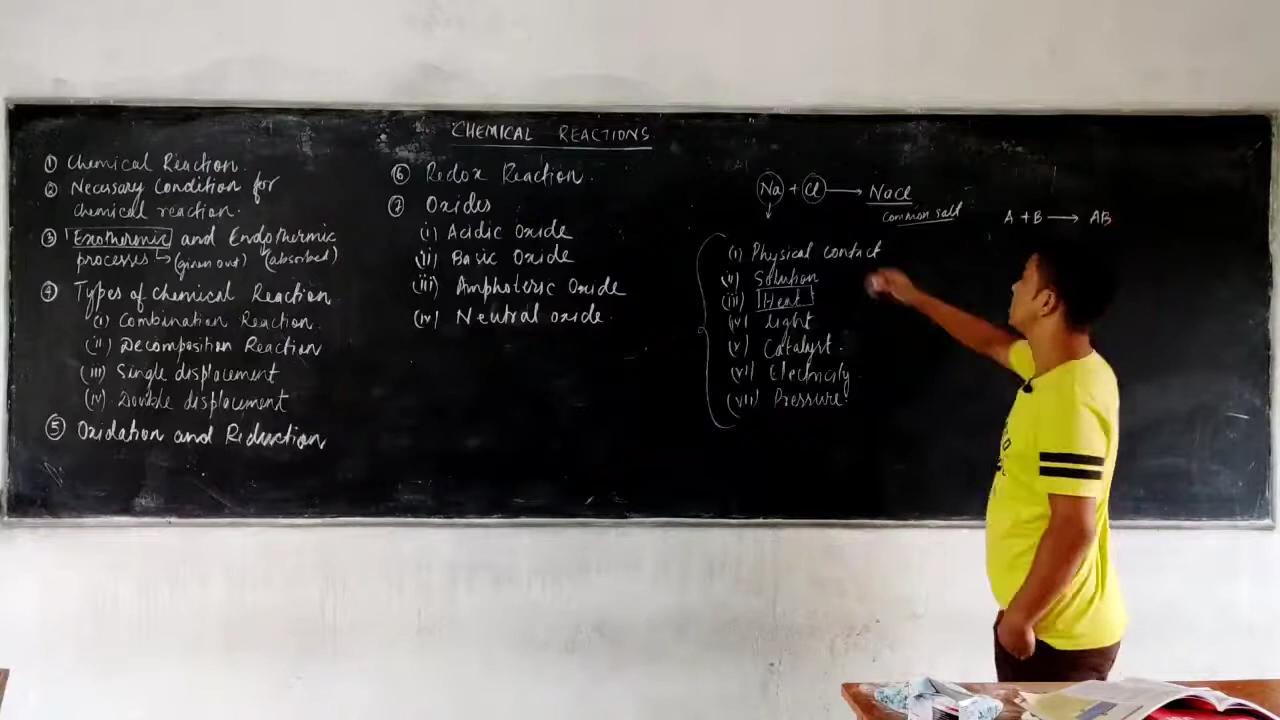 CHEMICAL REACTIONS
① Chemical Reaction.
② Necessary Condition for
chemical reaction.
③ Exothermic and Endothermic
processes ↳ (given out) (absorbed)
④ Types of Chemical Reaction
(i) Combination Reaction.
(ii) Decomposition Reaction
(iii) Single displacement
(iv) Double displacement
⑤ Oxidation and Reduction
⑥ Redox Reaction.
⑦ Oxides
(i) Acidic Oxide
(ii) Basic Oxide
(iii) Amphoteric Oxide
(iv) Neutral oxide.
Na + Cl → NaCl
common salt
(i) Physical contact
(ii) Solution
(iii) Heat
(iv) light
(v) Catalyst.
(vi) Electricity.
(vii) Pressure
A + B → AB